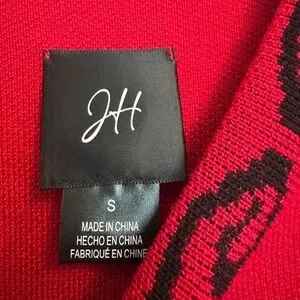 JH
S
MADE IN CHINA
HECHO EN CHINA
FABRIQUÉ EN CHINE